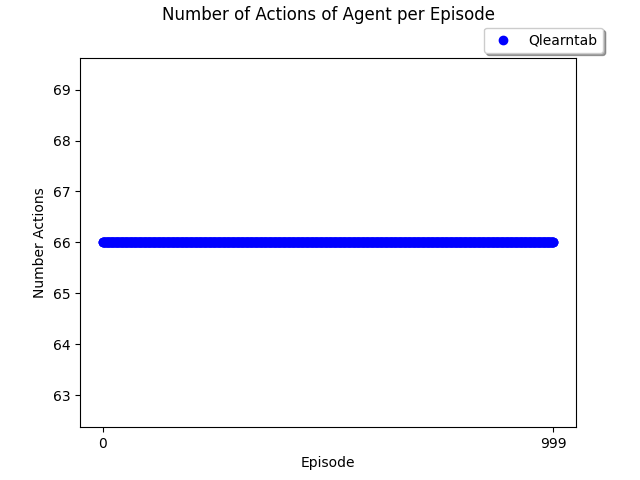 Number of Actions of Agent per Episode
Qlearntab
69
68
67
66
65
64
63
Number Actions
0
999
Episode